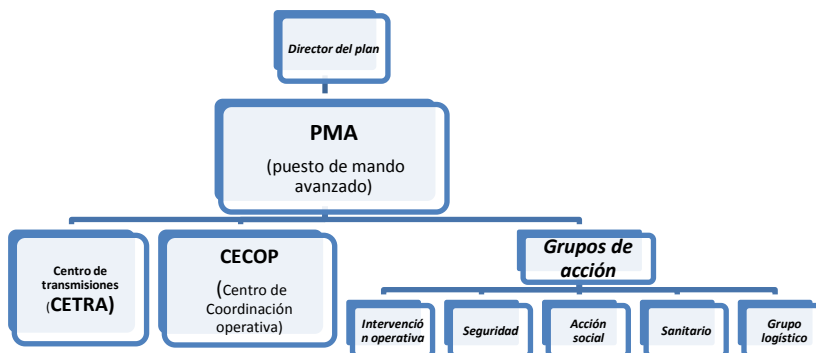 Director del plan
PMA
(puesto de mando
avanzado)
Centro de
transmisiones
(CETRA)
CECOP
(Centro de
Coordinación
operativa)
Grupos de
acción
Intervenció
n operativa
Seguridad
Acción
social
Sanitario
Grupo
logístico